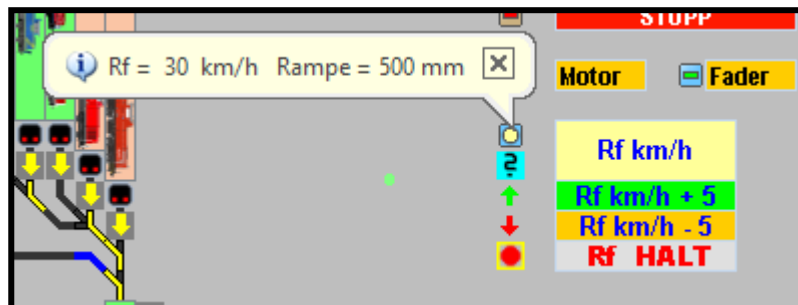 STOPP
Rf = 30 km/h Rampe = 500 mm
Motor
Fader
?
Rf km/h
Rf km/h + 5
Rf km/h - 5
Rf HALT